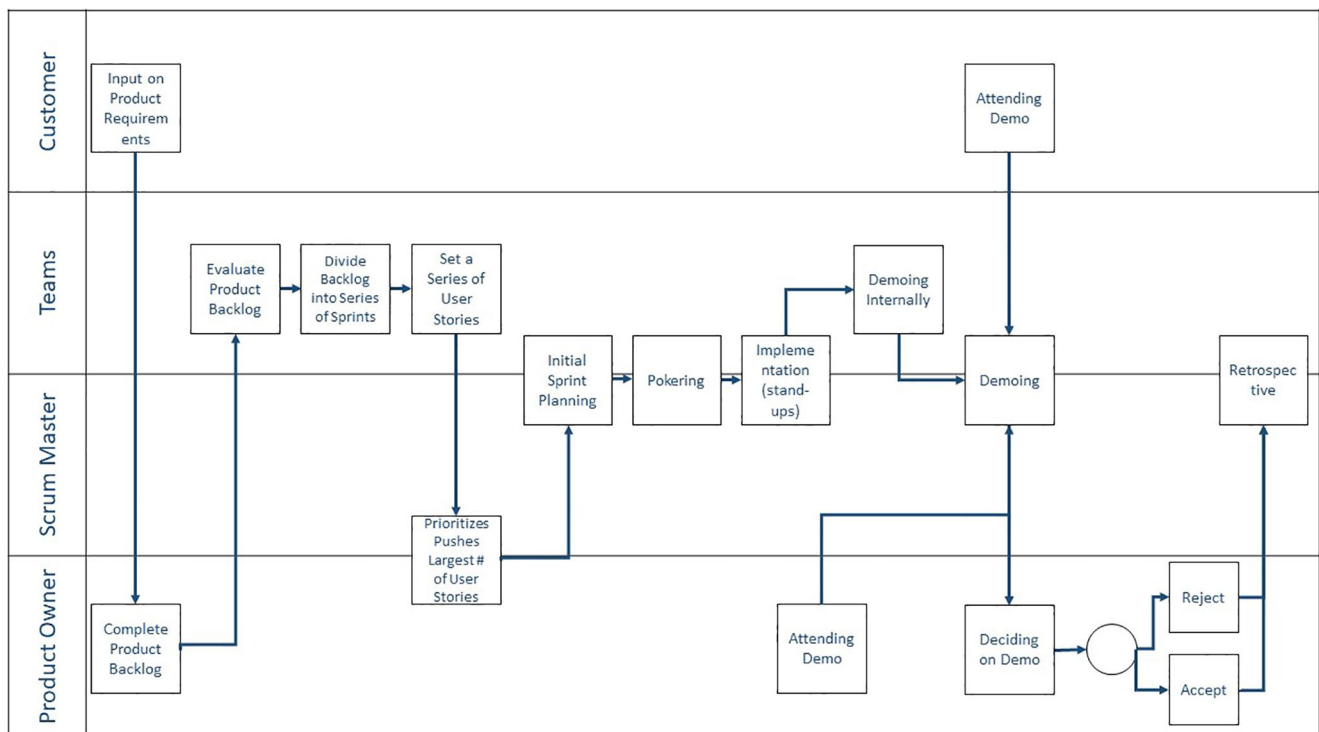 Customer
Input on
Product
Requirem
ents
Attending
Demo
Teams
Evaluate
Product
Backlog
Divide
Backlog
into Series
of Sprints
Set a
Series of
User
Stories
Demoing
Internally
Initial
Sprint
Planning
Pokering
Impleme
ntation
(stand-
ups)
Demoing
Retrospec
tive
Scrum Master
Prioritizes
Pushes
Largest #
of User
Stories
Product Owner
Complete
Product
Backlog
Attending
Demo
Deciding
on Demo
Reject
Accept